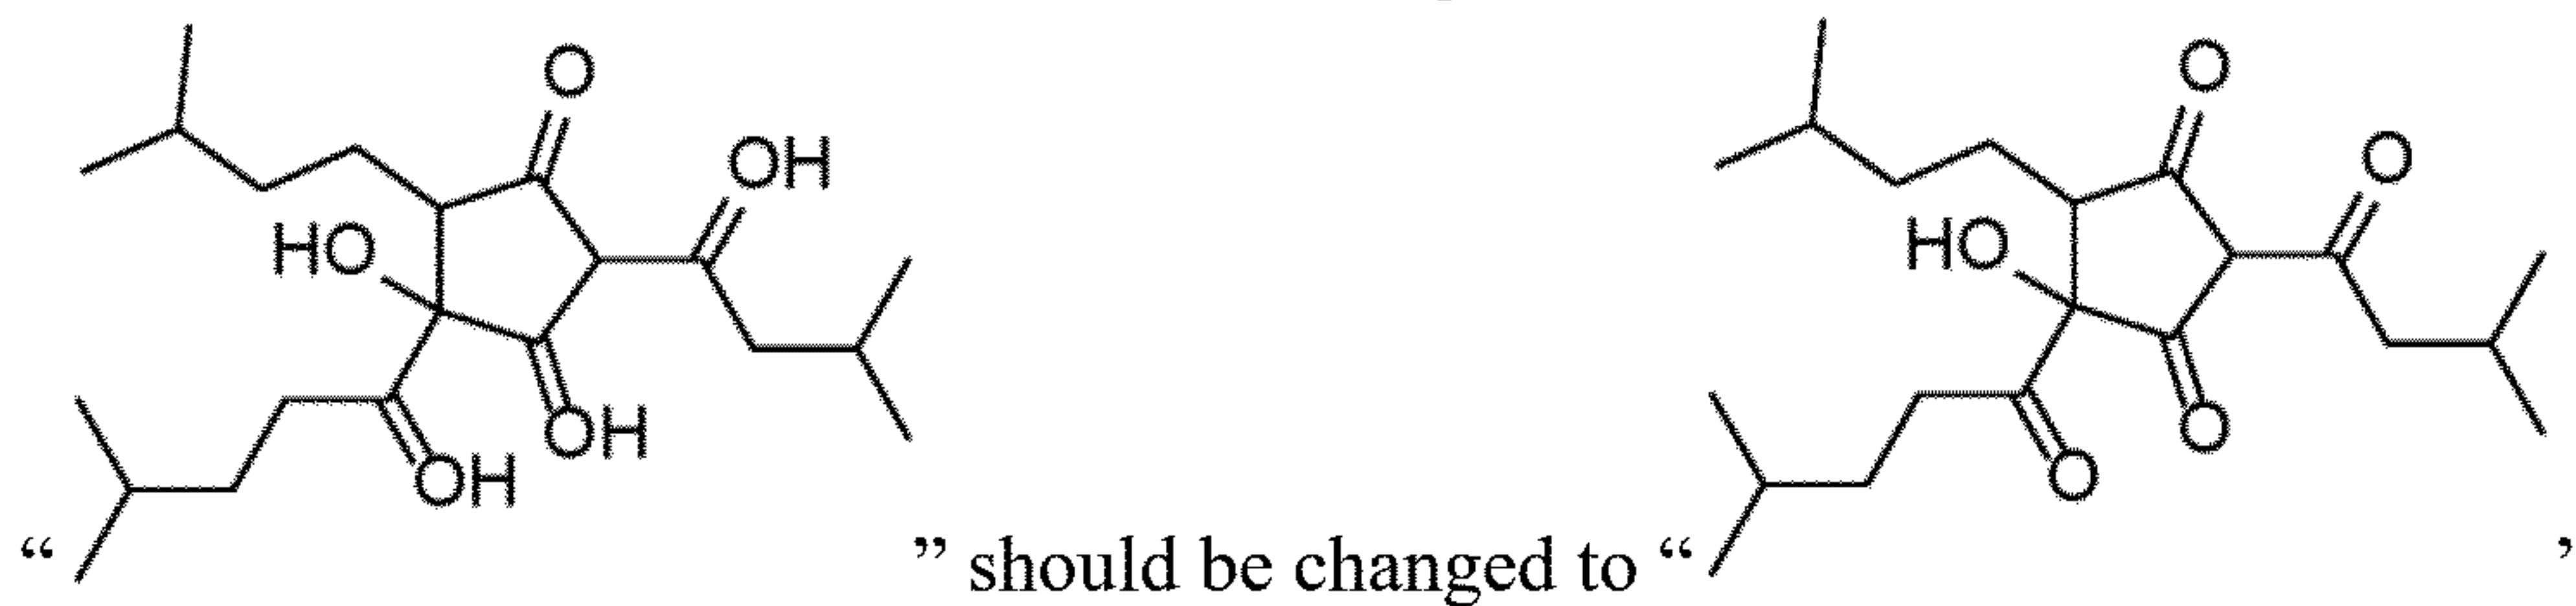 O O
OH O
HO HO
OH O
OH O
“ ” should be changed to “ ’